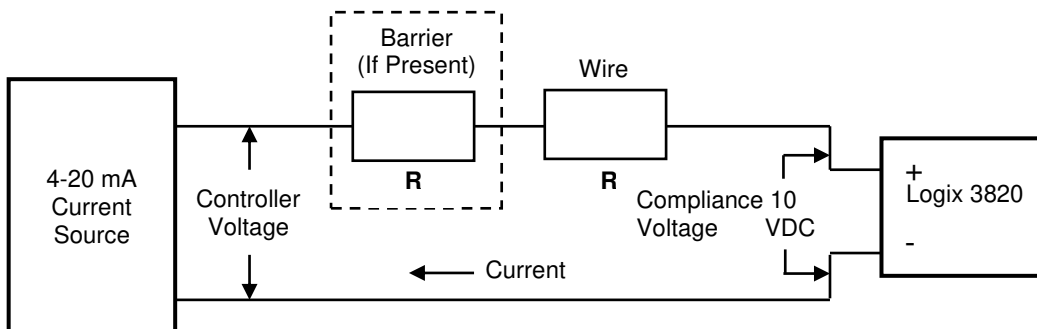 Barrier
(If Present)
Wire
R
R
4-20 mA
Current
Source
Controller
Voltage
Compliance 10
Voltage VDC
+
Logix 3820
-
Current